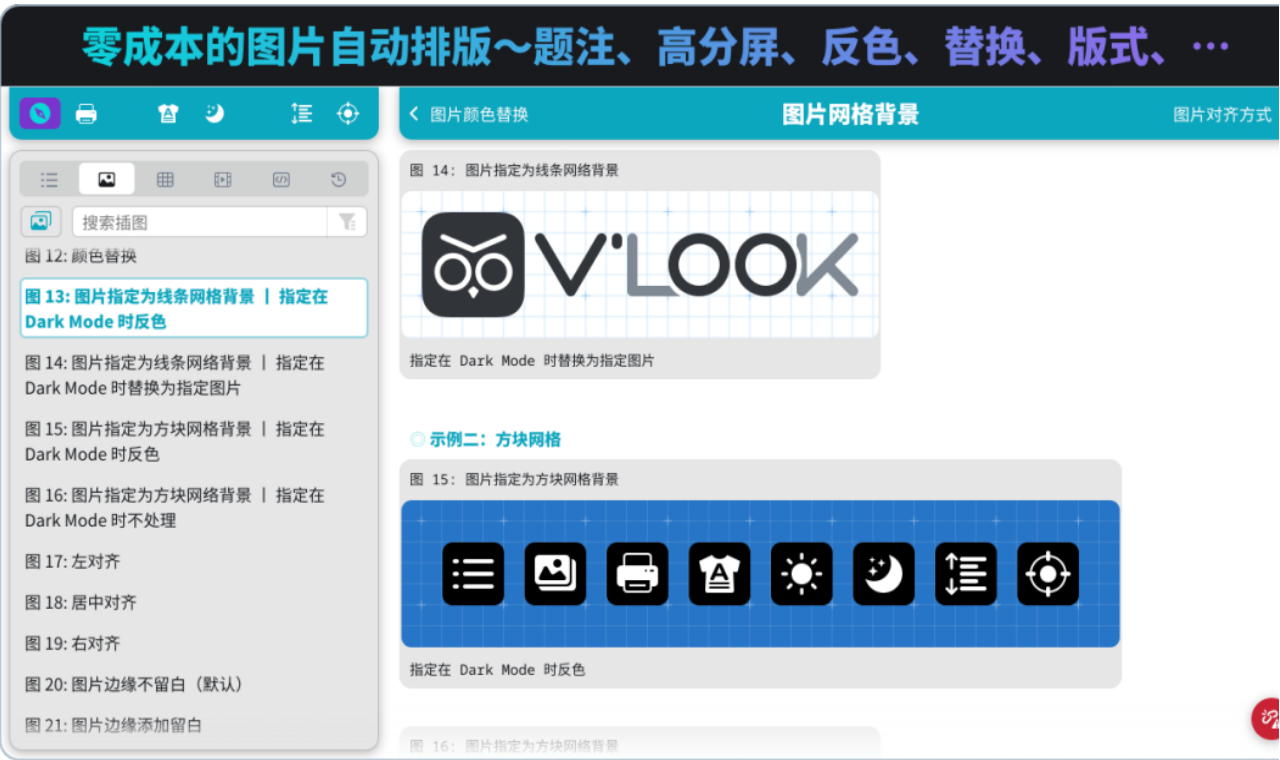 零成本的图片自动排版～题注、高分屏、反色、替换、版式、…
图片颜色替换
图片网格背景
图片对齐方式
搜索插图
图 12: 颜色替换
图 13: 图片指定为线条网格背景 丨 指定在
Dark Mode 时反色
图 14: 图片指定为线条网络背景 丨 指定在
Dark Mode 时替换为指定图片
图 15: 图片指定为方块网格背景 丨 指定在
Dark Mode 时反色
图 16: 图片指定为方块网络背景 丨 指定在
Dark Mode 时不处理
图 17: 左对齐
图 18: 居中对齐
图 19: 右对齐
图 20: 图片边缘不留白（默认）
图 21: 图片边缘添加留白
图 14: 图片指定为线条网络背景
V'LOOK
指定在 Dark Mode 时替换为指定图片
示例二：方块网格
图 15: 图片指定为方块网格背景
A
指定在 Dark Mode 时反色
图 16: 图片指定为方块网络背景